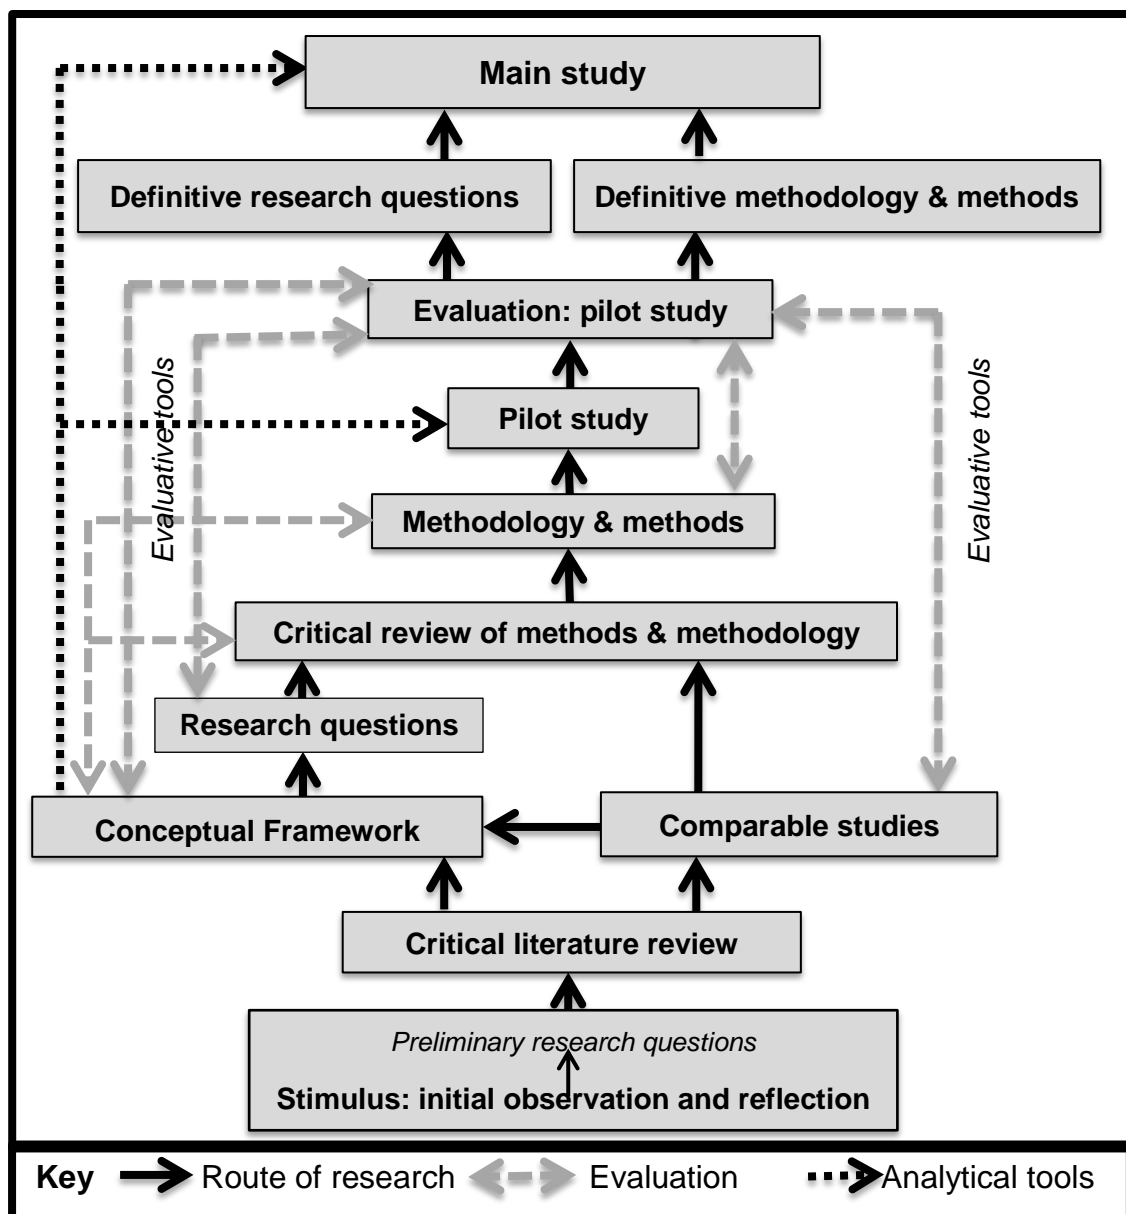 Main study
Definitive research questions
Definitive methodology & methods
Evaluation: pilot study
Evaluative tools
Evaluative tools
Pilot study
Methodology & methods
Critical review of methods & methodology
Research questions
Conceptual Framework
Comparable studies
Critical literature review
Preliminary research questions
Stimulus: initial observation and reflection
Key Route of research Evaluation Analytical tools